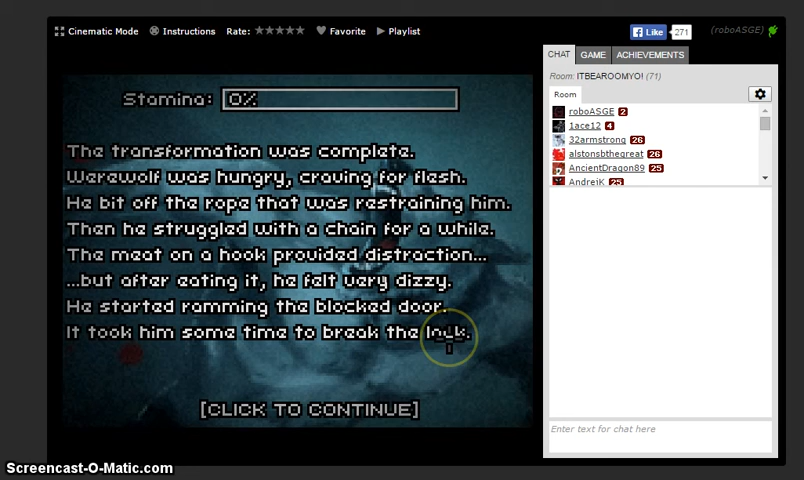 Cinematic Mode Instructions Rate: Favorite Playlist Like 271 (roboASGE)
CHAT GAME ACHIEVEMENTS
Room: ITBEAROOMYO! (71)
Room
roboASGE 2
1ace12 4
32armstrong 26
alstonsbthegreat 26
AncientDragon89 25
AndreiK 25
Enter text for chat here
Stamina: 0%
The transformation was complete.
Werewolf was hungry, craving for flesh.
He bit off the rope that was restraining him.
Then he struggled with a chain for a while.
The meat on a hook provided distraction...
...but after eating it, he felt very dizzy.
He started ramming the blocked door.
It took him some time to break the lock.
[CLICK TO CONTINUE]
Screencast-O-Matic.com